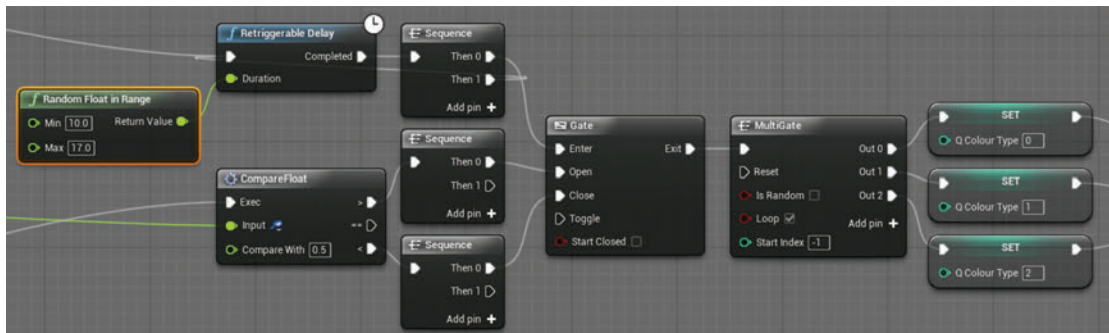 Retriggerable Delay
Completed
Duration
Sequence
Then 0
Then 1
Add pin
Random Float in Range
Min 10.0 Return Value
Max 17.0
Sequence
Then 0
Then 1
Add pin
CompareFloat
Exec >
Input ==
Compare With 0.5 <
Sequence
Then 0
Then 1
Add pin
Gate
Enter Exit
Open
Close
Toggle
Start Closed
MultiGate
Out 0
Reset Out 1
Is Random Out 2
Loop Add pin
Start Index -1
SET
Q Colour Type 0
SET
Q Colour Type 1
SET
Q Colour Type 2